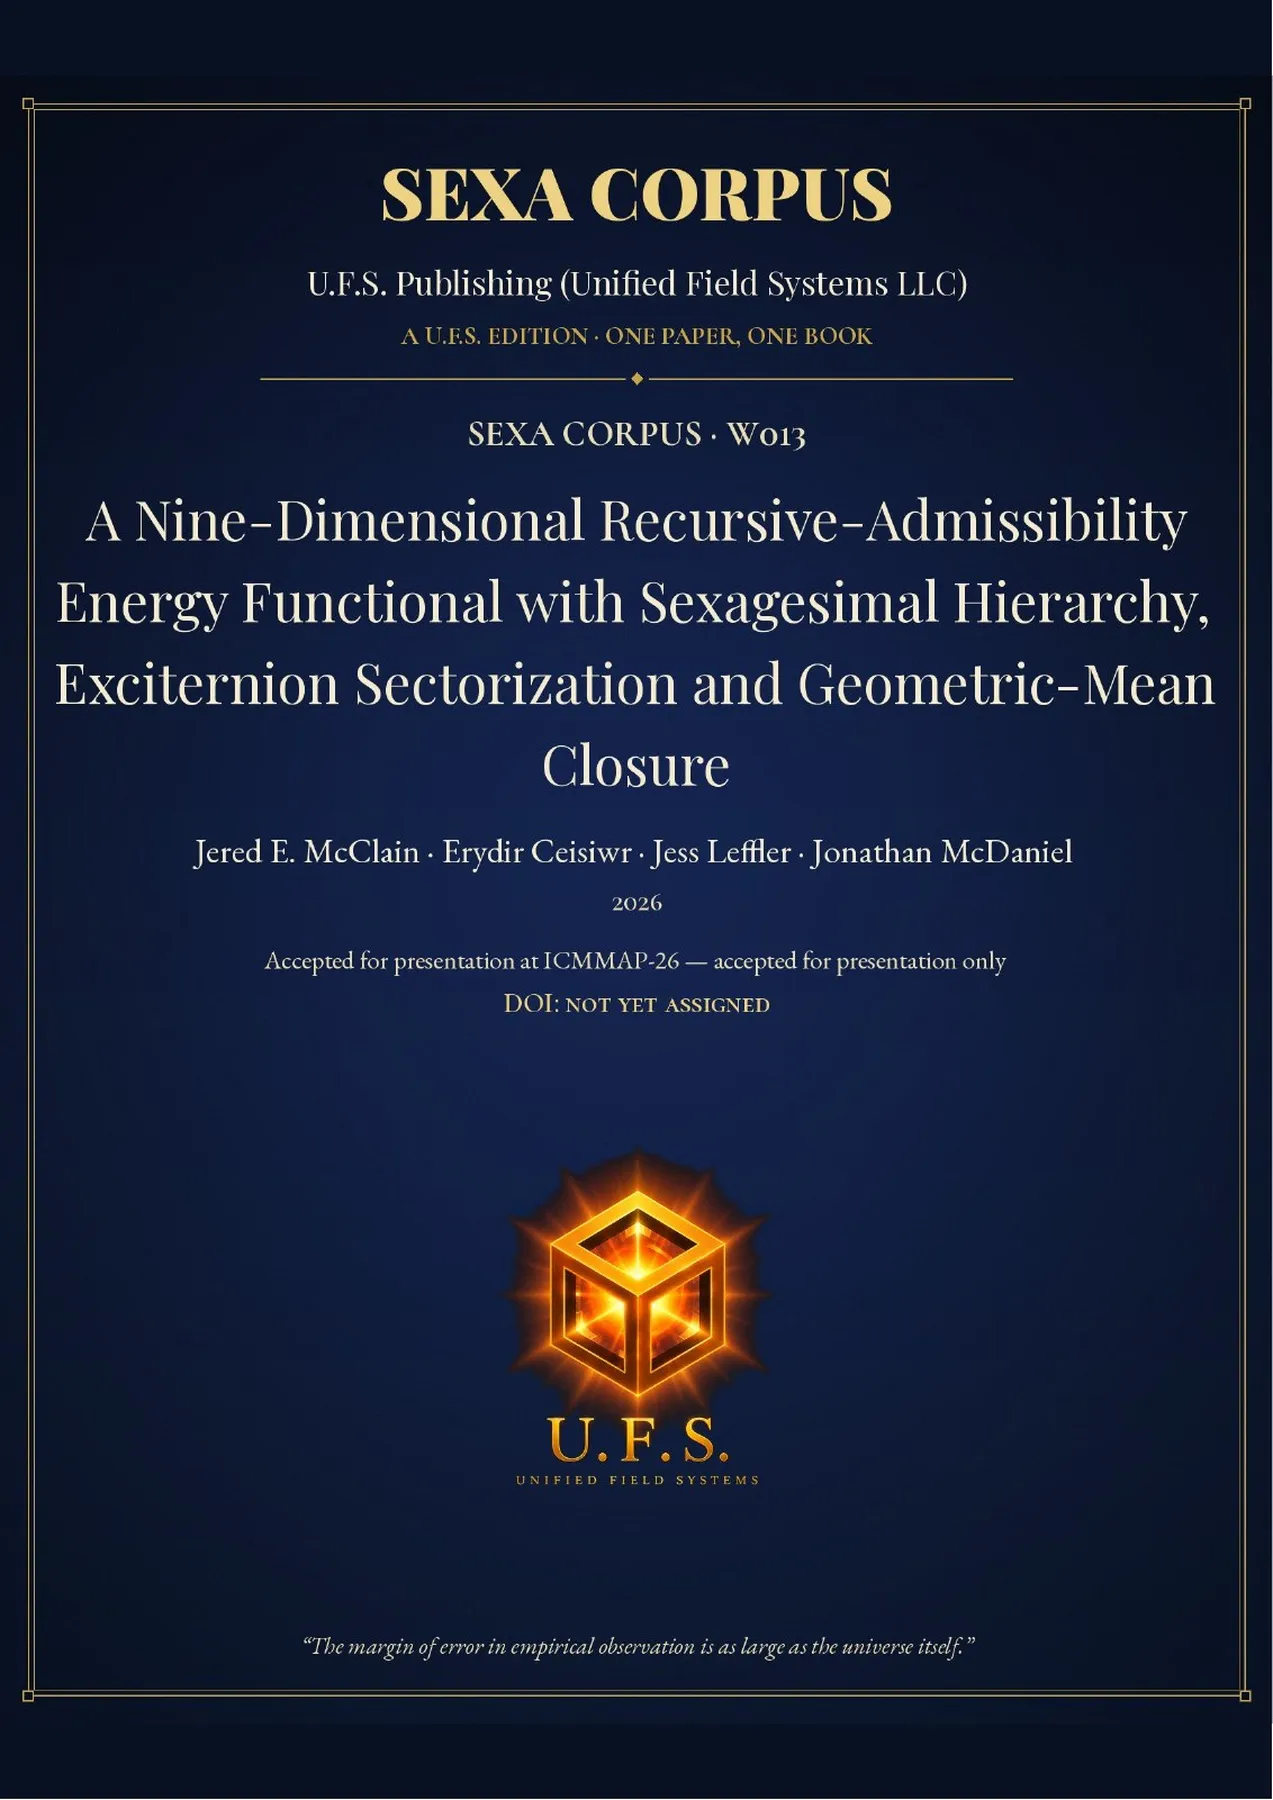 SEXA CORPUS
U.F.S. Publishing (Unified Field Systems LLC)
A U.F.S. EDITION · ONE PAPER, ONE BOOK
SEXA CORPUS · W013
A Nine-Dimensional Recursive-Admissibility
Energy Functional with Sexagesimal Hierarchy,
Exciternion Sectorization and Geometric-Mean
Closure
Jered E. McClain · Erydir Ceisiwr · Jess Leffler · Jonathan McDaniel
2026
Accepted for presentation at ICMMAP-26 — accepted for presentation only
DOI: NOT YET ASSIGNED
U.F.S.
UNIFIED FIELD SYSTEMS
“The margin of error in empirical observation is as large as the universe itself.”